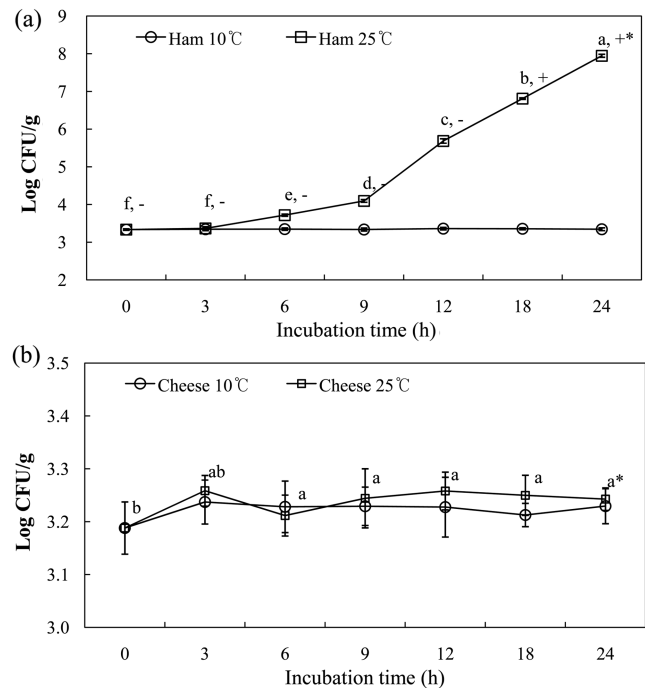 (a)
Ham 10℃ Ham 25℃
9
8
7
6
5
4
3
2
Log CFU/g
f, - f, - e, - d, - c, - b, + a, +*
0 3 6 9 12 18 24
Incubation time (h)
(b)
Cheese 10℃ Cheese 25℃
3.5
3.4
3.3
3.2
3.1
3.0
Log CFU/g
b ab a a a a a*
0 3 6 9 12 18 24
Incubation time (h)